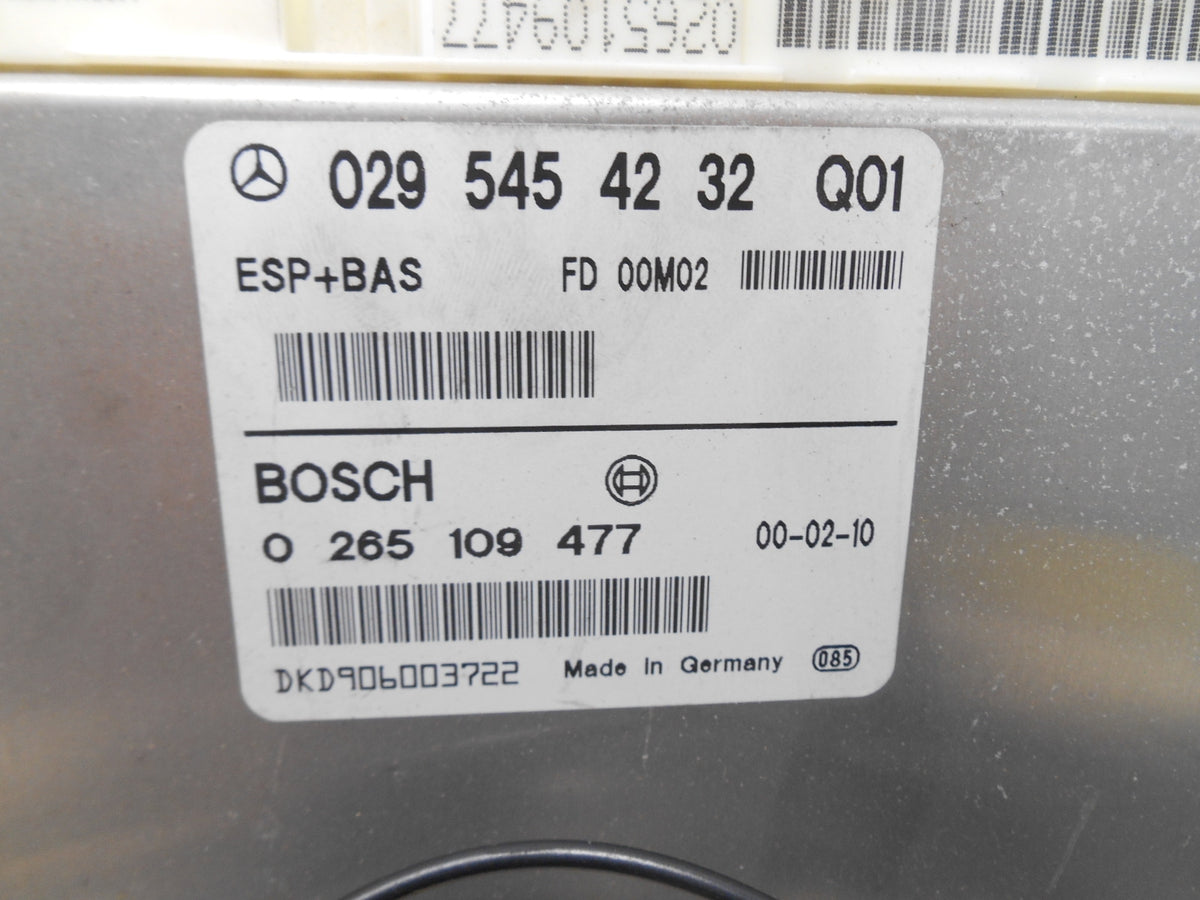 0265109477
029 545 42 32 Q01
ESP+BAS FD 00M02
BOSCH
0 265 109 477 00-02-10
DKD906003722 Made In Germany 085